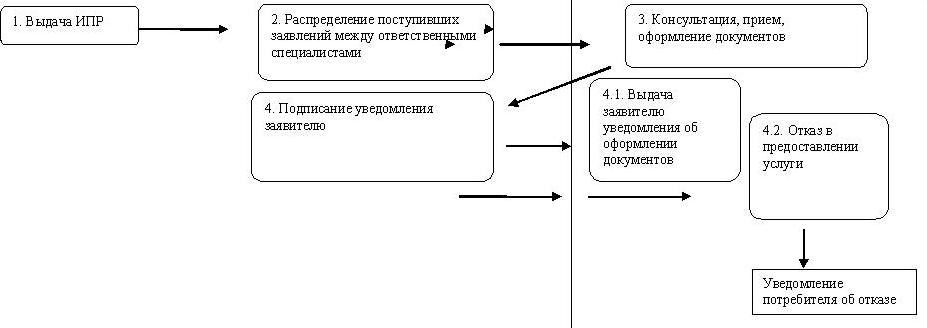 1. Выдача ИПР
2. Распределение поступивших
заявлений между ответственными
специалистами
3. Консультация, прием,
оформление документов
4. Подписание уведомления
заявителю
4.1. Выдача
заявителю
уведомления об
оформлении
документов
4.2. Отказ в
предоставлении
услуги
Уведомление
потребителя об отказе